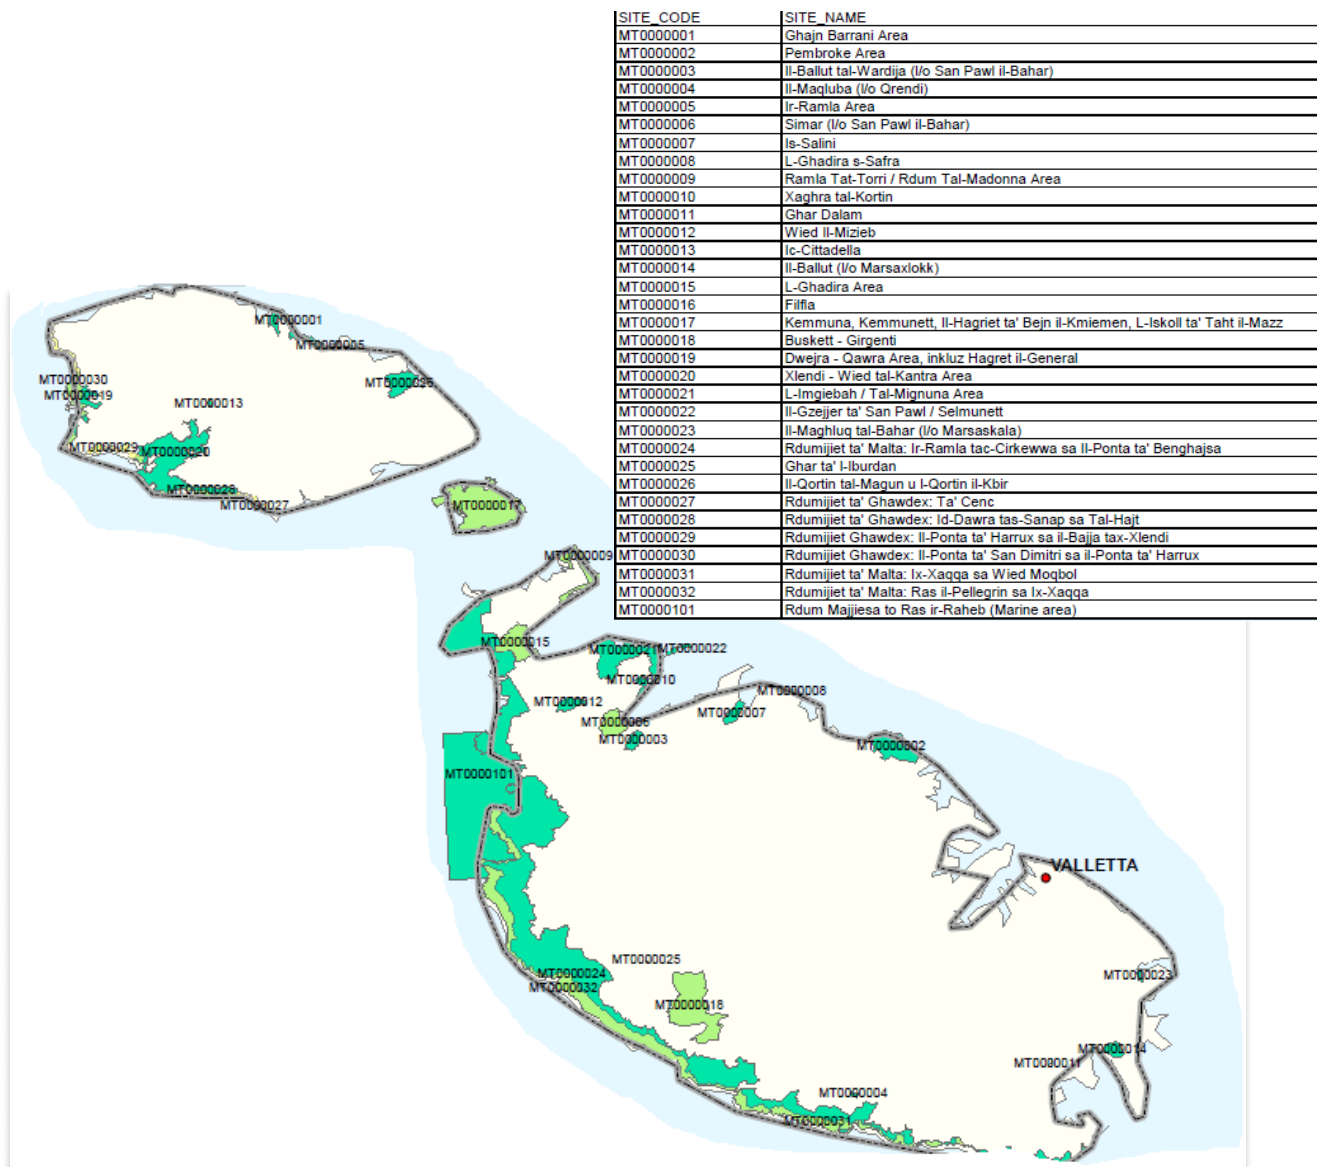 SITE_CODE SITE_NAME
MT0000001 Ghajn Barrani Area
MT0000002 Pembroke Area
MT0000003 Il-Ballut tal-Wardija (l/o San Pawl il-Bahar)
MT0000004 Il-Maqluba (l/o Qrendi)
MT0000005 Ir-Ramla Area
MT0000006 Simar (l/o San Pawl il-Bahar)
MT0000007 Is-Salini
MT0000008 L-Ghadira s-Safra
MT0000009 Ramla Tat-Torri / Rdum Tal-Madonna Area
MT0000010 Xaghra tal-Kortin
MT0000011 Ghar Dalam
MT0000012 Wied Il-Mizieb
MT0000013 Ic-Cittadella
MT0000014 Il-Ballut (l/o Marsaxlokk)
MT0000015 L-Ghadira Area
MT0000016 Filfla
MT0000017 Kemmuna, Kemmunett, Il-Hagriet ta' Bejn il-Kmiemen, L-Iskoll ta' Taht il-Mazz
MT0000018 Buskett - Girgenti
MT0000019 Dwejra - Qawra Area, inkluz Hagret il-General
MT0000020 Xlendi - Wied tal-Kantra Area
MT0000021 L-Imgiebah / Tal-Mignuna Area
MT0000022 Il-Gzejjer ta' San Pawl / Selmunett
MT0000023 Il-Maghluq tal-Bahar (l/o Marsaskala)
MT0000024 Rdumijiet ta' Malta: Ir-Ramla tac-Cirkewwa sa Il-Ponta ta' Benghajsa
MT0000025 Ghar ta' l-Iburdan
MT0000026 Il-Qortin tal-Magun u l-Qortin il-Kbir
MT0000027 Rdumijiet ta' Ghawdex: Ta' Cenc
MT0000028 Rdumijiet ta' Ghawdex: Id-Dawra tas-Sanap sa Tal-Hajt
MT0000029 Rdumijiet Ghawdex: Il-Ponta ta' Harrux sa il-Bajja tax-Xlendi
MT0000030 Rdumijiet Ghawdex: Il-Ponta ta' San Dimitri sa il-Ponta ta' Harrux
MT0000031 Rdumijiet ta' Malta: Ix-Xaqqa sa Wied Moqbol
MT0000032 Rdumijiet ta' Malta: Ras il-Pellegrin sa Ix-Xaqqa
MT0000101 Rdum Majjiesa to Ras ir-Raheb (Marine area)
MT0000001
MT0000005
MT0000030
MT0000019
MT0000026
MT0000013
MT0000029
MT0000020
MT0000028
MT0000027
MT0000017
MT0000009
MT0000015
MT0000021
MT0000022
MT0000010
MT0000008
MT0000012
MT0000007
MT0000006
MT0000003
MT0000002
MT0000101
VALLETTA
MT0000025
MT0000024
MT0000032
MT0000023
MT0000018
MT0000014
MT0000011
MT0000004
MT0000031